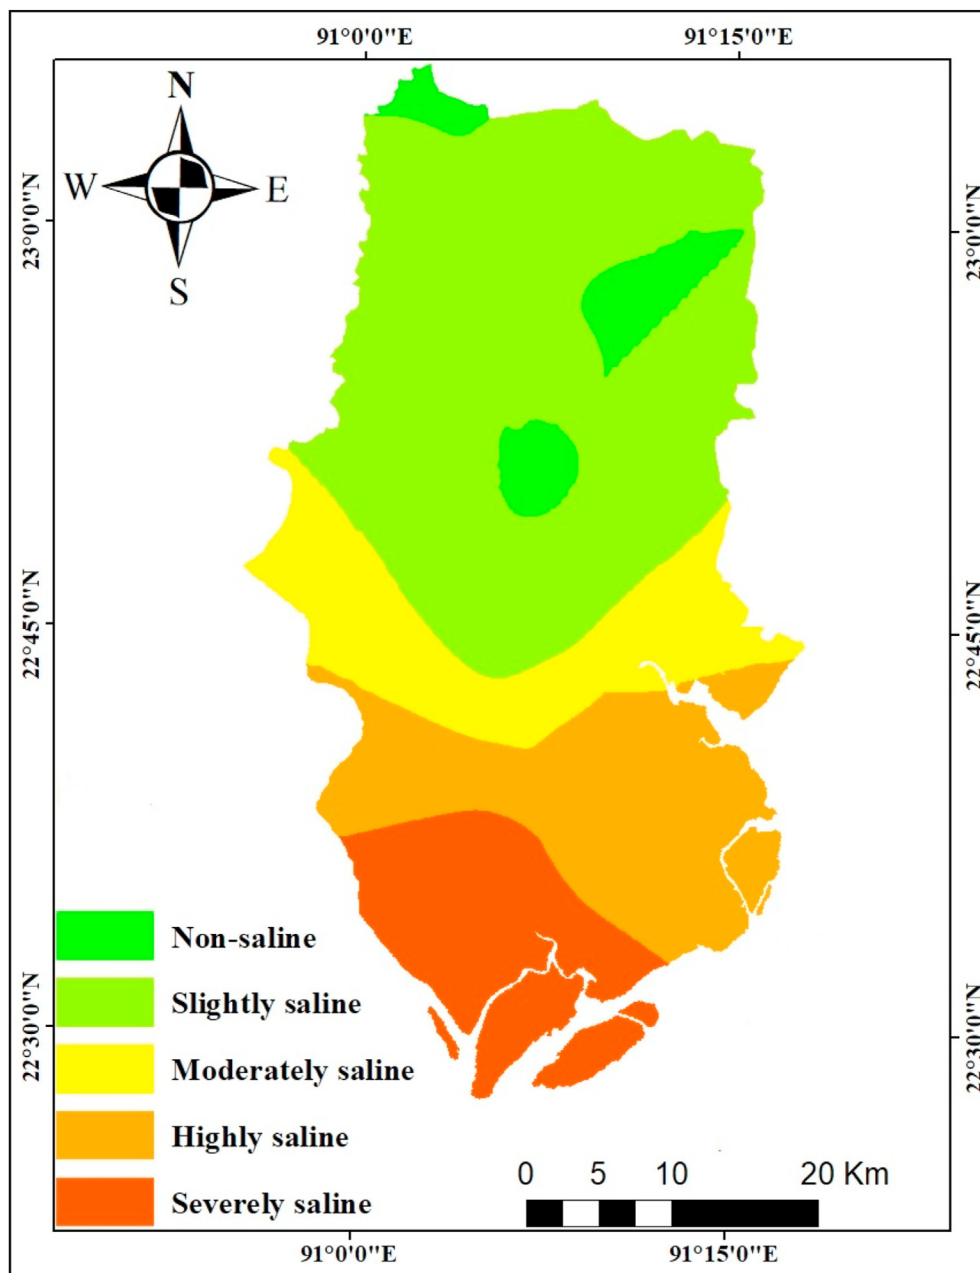 91°0'0"E
91°15'0"E
N
W
E
S
23°0'0"N
23°0'0"N
22°45'0"N
22°45'0"N
Non-saline
Slightly saline
Moderately saline
Highly saline
Severely saline
22°30'0"N
22°30'0"N
0 5 10 20 Km
91°0'0"E
91°15'0"E